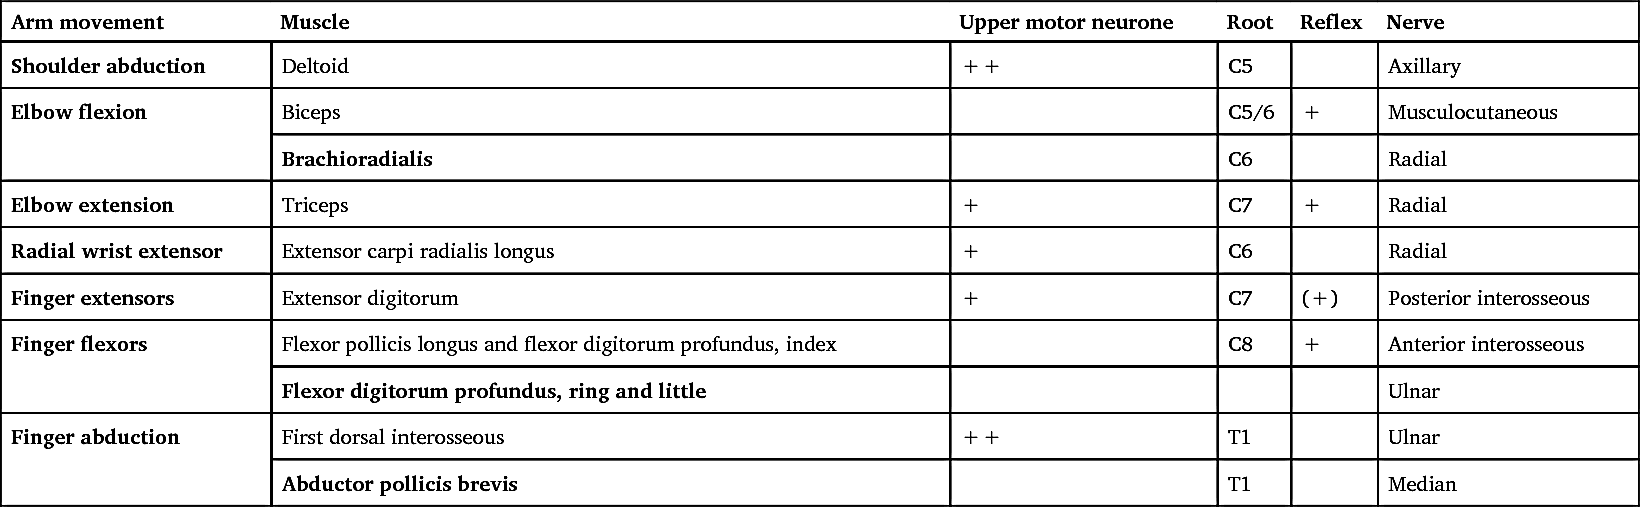 Arm movement Muscle Upper motor neurone Root Reflex Nerve
Shoulder abduction Deltoid ++ C5 Axillary
Elbow flexion Biceps C5/6 + Musculocutaneous
Brachioradialis C6 Radial
Elbow extension Triceps + C7 + Radial
Radial wrist extensor Extensor carpi radialis longus + C6 Radial
Finger extensors Extensor digitorum + C7 (+) Posterior interosseous
Finger flexors Flexor pollicis longus and flexor digitorum profundus, index C8 + Anterior interosseous
Flexor digitorum profundus, ring and little Ulnar
Finger abduction First dorsal interosseous ++ T1 Ulnar
Abductor pollicis brevis T1 Median